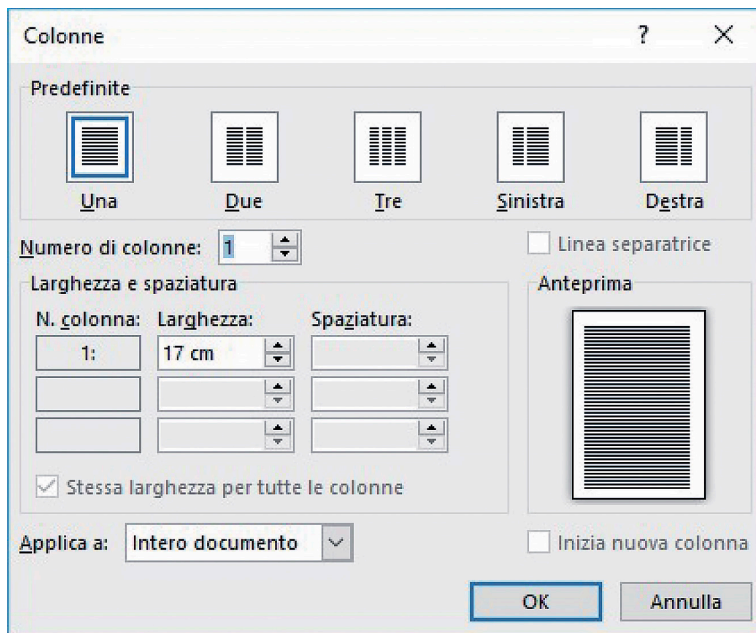 Colonne
Predefinite
Una Due Tre Sinistra Destra
Numero di colonne: 1 Linea separatrice
Larghezza e spaziatura Anteprima
N. colonna: Larghezza: Spaziatura:
1: 17 cm
Stessa larghezza per tutte le colonne
Applica a: Intero documento Inizia nuova colonna
OK Annulla